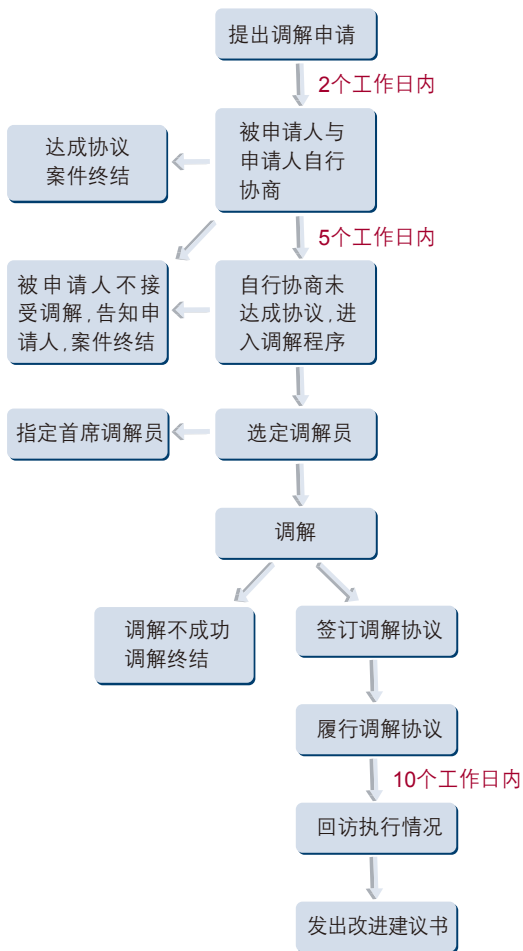 提出调解申请
2个工作日内
被申请人与
申请人自行
协商
达成协议
案件终结
5个工作日内
被申请人不接
受调解,告知申
请人,案件终结
自行协商未
达成协议,进
入调解程序
指定首席调解员
选定调解员
调解
调解不成功
调解终结
签订调解协议
履行调解协议
10个工作日内
回访执行情况
发出改进建议书